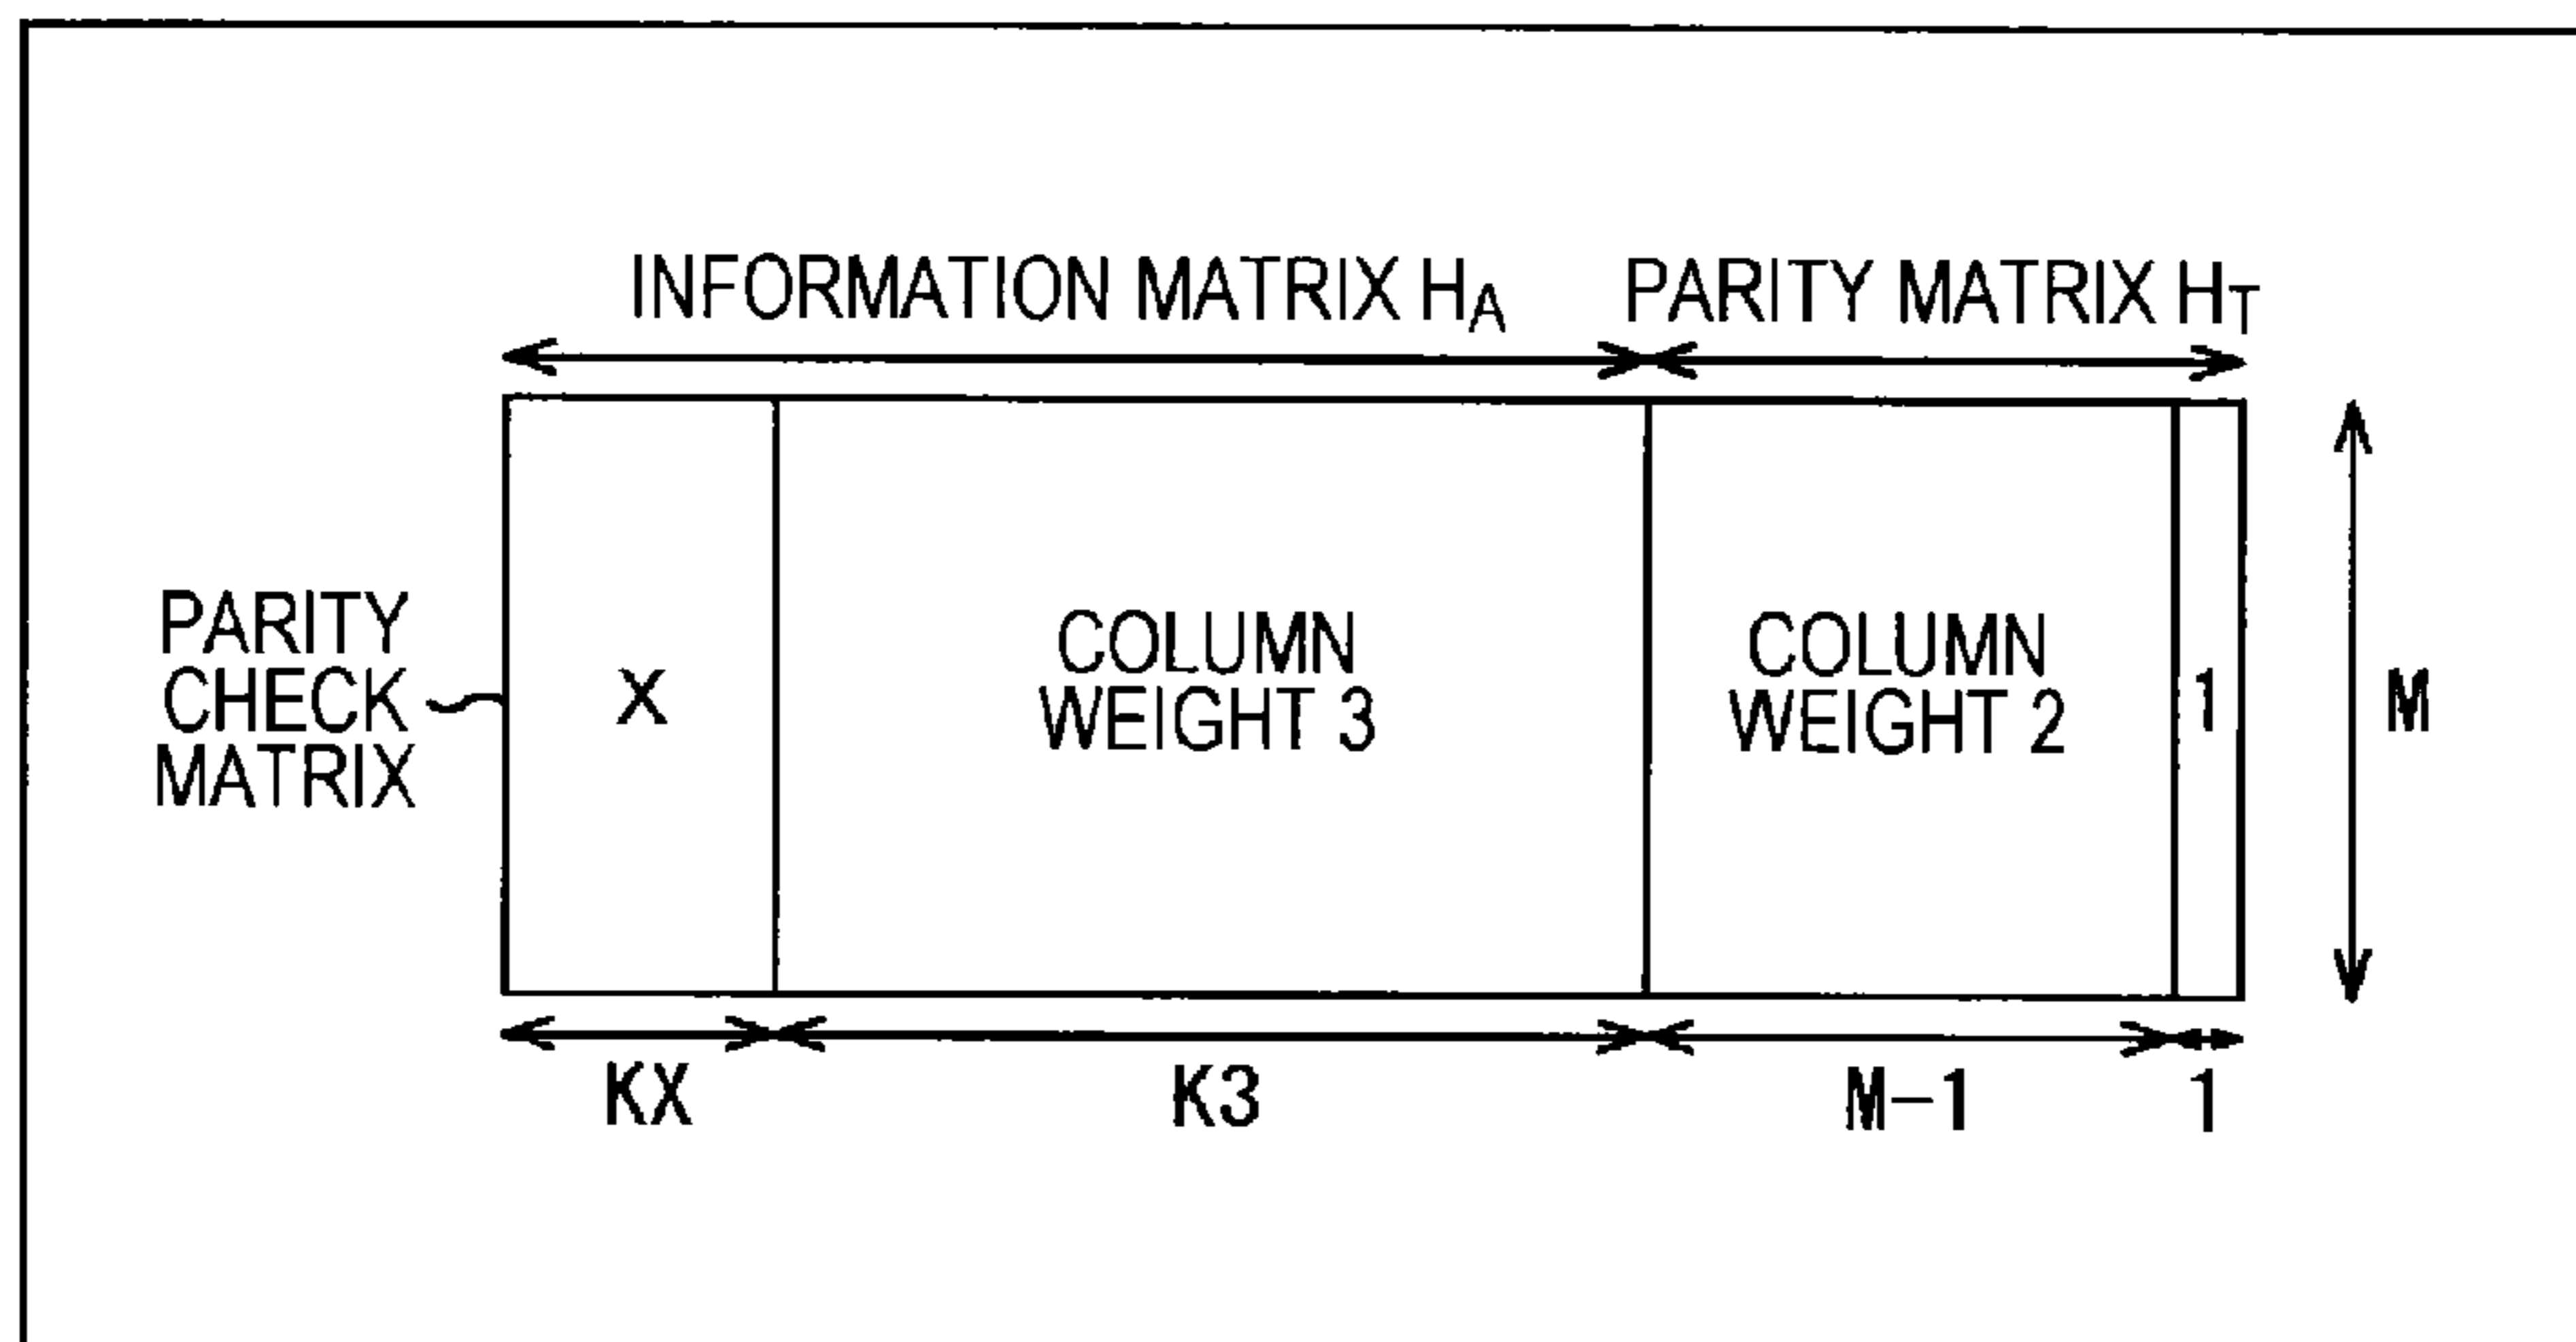 INFORMATION MATRIX HA
PARITY MATRIX HT
PARITY
CHECK
MATRIX
X
COLUMN
WEIGHT 3
COLUMN
WEIGHT 2
1
M
KX
K3
M-1
1